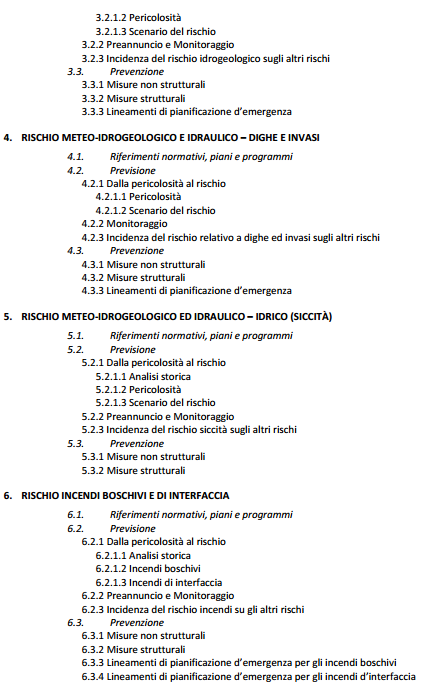 3.2.1.2 Pericolosità
3.2.1.3 Scenario del rischio
3.2.2 Preannuncio e Monitoraggio
3.2.3 Incidenza del rischio idrogeologico sugli altri rischi
3.3. Prevenzione
3.3.1 Misure non strutturali
3.3.2 Misure strutturali
3.3.3 Lineamenti di pianificazione d'emergenza
4. RISCHIO METEO-IDROGEOLOGICO E IDRAULICO – DIGHE E INVASI
4.1. Riferimenti normativi, piani e programmi
4.2. Previsione
4.2.1 Dalla pericolosità al rischio
4.2.1.1 Pericolosità
4.2.1.2 Scenario del rischio
4.2.2 Monitoraggio
4.2.3 Incidenza del rischio relativo a dighe ed invasi sugli altri rischi
4.3. Prevenzione
4.3.1 Misure non strutturali
4.3.2 Misure strutturali
4.3.3 Lineamenti di pianificazione d'emergenza
5. RISCHIO METEO-IDROGEOLOGICO ED IDRAULICO – IDRICO (SICCITÀ)
5.1. Riferimenti normativi, piani e programmi
5.2. Previsione
5.2.1 Dalla pericolosità al rischio
5.2.1.1 Analisi storica
5.2.1.2 Pericolosità
5.2.1.3 Scenario del rischio
5.2.2 Preannuncio e Monitoraggio
5.2.3 Incidenza del rischio siccità sugli altri rischi
5.3. Prevenzione
5.3.1 Misure non strutturali
5.3.2 Misure strutturali
6. RISCHIO INCENDI BOSCHIVI E DI INTERFACCIA
6.1. Riferimenti normativi, piani e programmi
6.2. Previsione
6.2.1 Dalla pericolosità al rischio
6.2.1.1 Analisi storica
6.2.1.2 Incendi boschivi
6.2.1.3 Incendi di interfaccia
6.2.2 Preannuncio e Monitoraggio
6.2.3 Incidenza del rischio incendi su gli altri rischi
6.3. Prevenzione
6.3.1 Misure non strutturali
6.3.2 Misure strutturali
6.3.3 Lineamenti di pianificazione d'emergenza per gli incendi boschivi
6.3.4 Lineamenti di pianificazione d'emergenza per gli incendi d'interfaccia